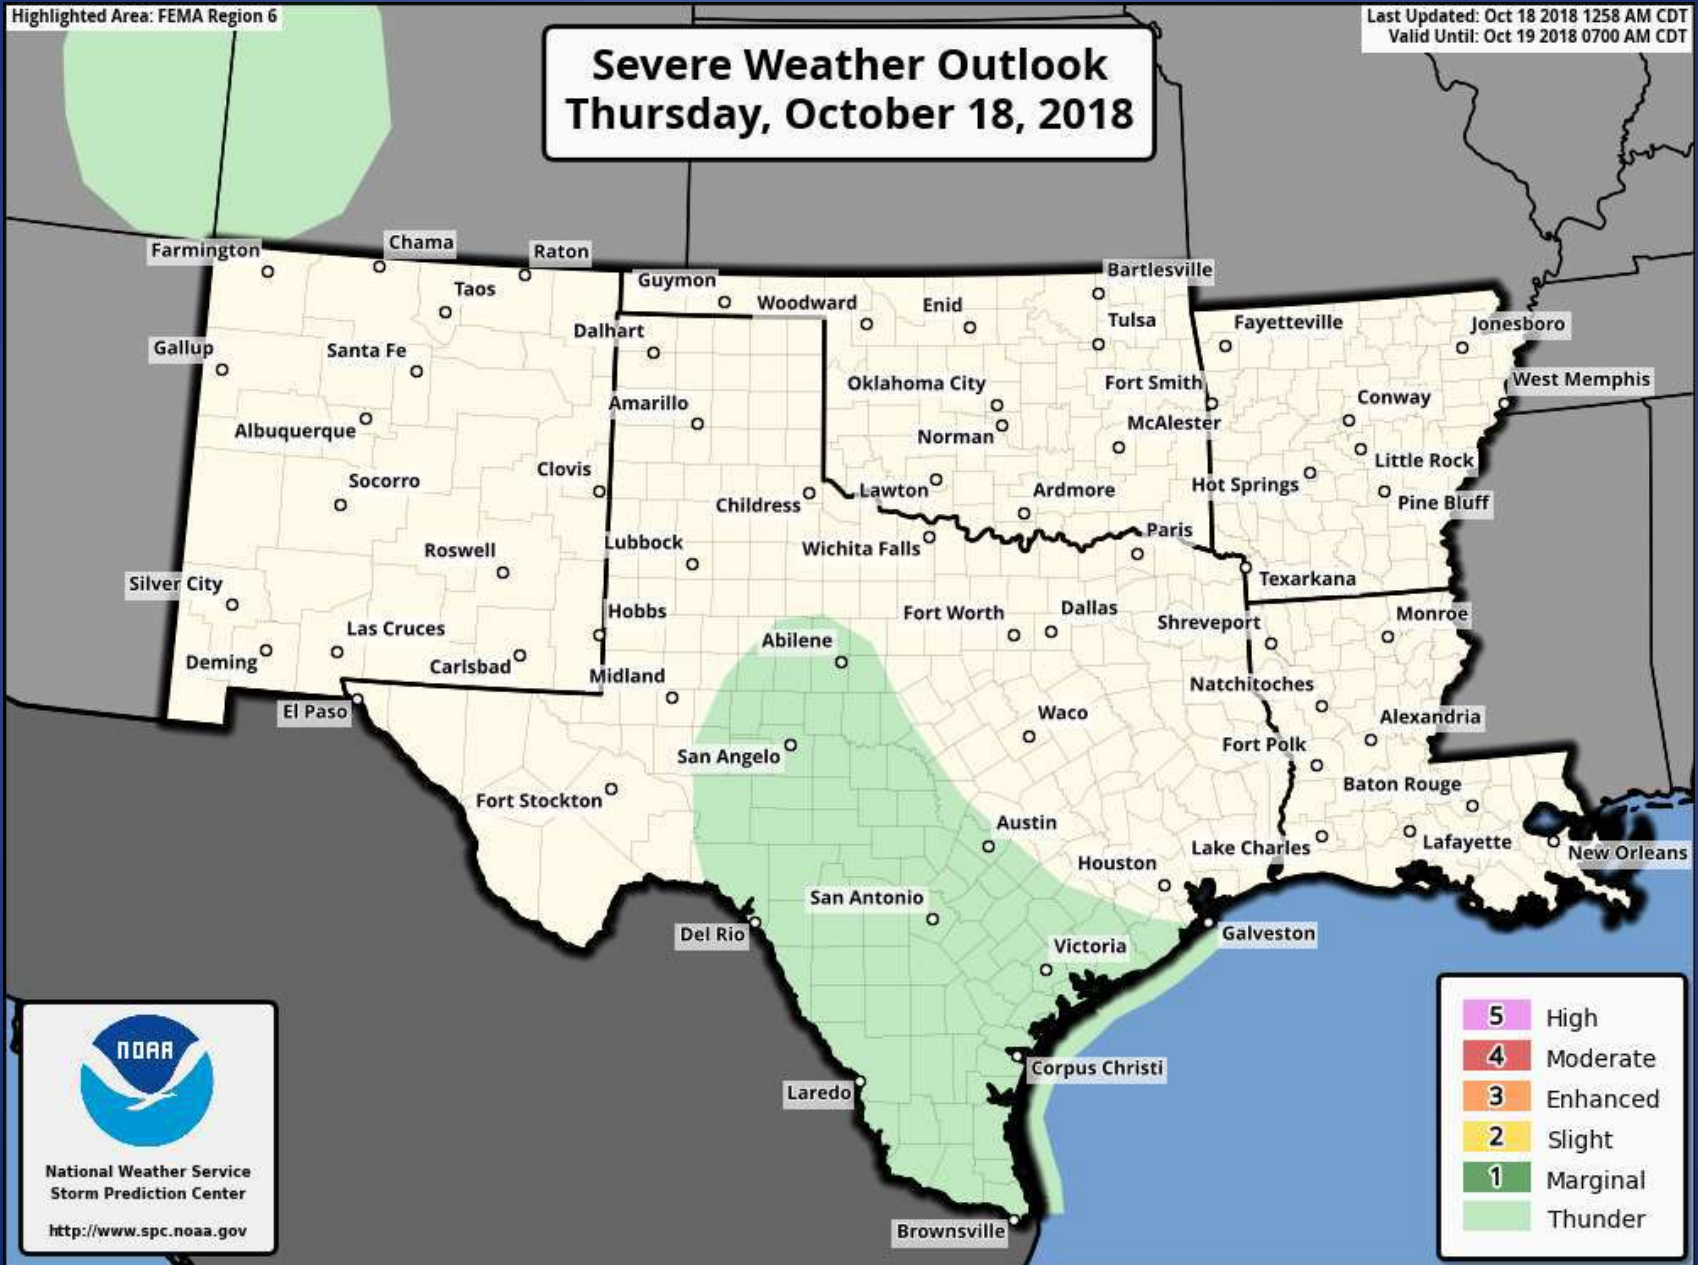 Highlighted Area: FEMA Region 6
Last Updated: Oct 18 2018 1258 AM CDT
Valid Until: Oct 19 2018 0700 AM CDT
Severe Weather Outlook
Thursday, October 18, 2018
Farmington
Chama
Raton
Taos
Guymon
Woodward
Enid
Bartlesville
Tulsa
Fayetteville
Jonesboro
Gallup
Santa Fe
Dalhart
Oklahoma City
Fort Smith
West Memphis
Albuquerque
Amarillo
Norman
McAlester
Conway
Socorro
Clovis
Childress
Lawton
Ardmore
Hot Springs
Little Rock
Pine Bluff
Roswell
Lubbock
Wichita Falls
Paris
Texarkana
Silver City
Las Cruces
Hobbs
Abilene
Fort Worth
Dallas
Shreveport
Monroe
Deming
Carlsbad
Midland
Natchitoches
El Paso
San Angelo
Waco
Fort Polk
Alexandria
Fort Stockton
Austin
Baton Rouge
Houston
Lake Charles
Lafayette
New Orleans
San Antonio
Del Rio
Victoria
Galveston
Corpus Christi
Laredo
Brownsville
NOAA
National Weather Service
Storm Prediction Center
http://www.spc.noaa.gov
5 High
4 Moderate
3 Enhanced
2 Slight
1 Marginal
Thunder